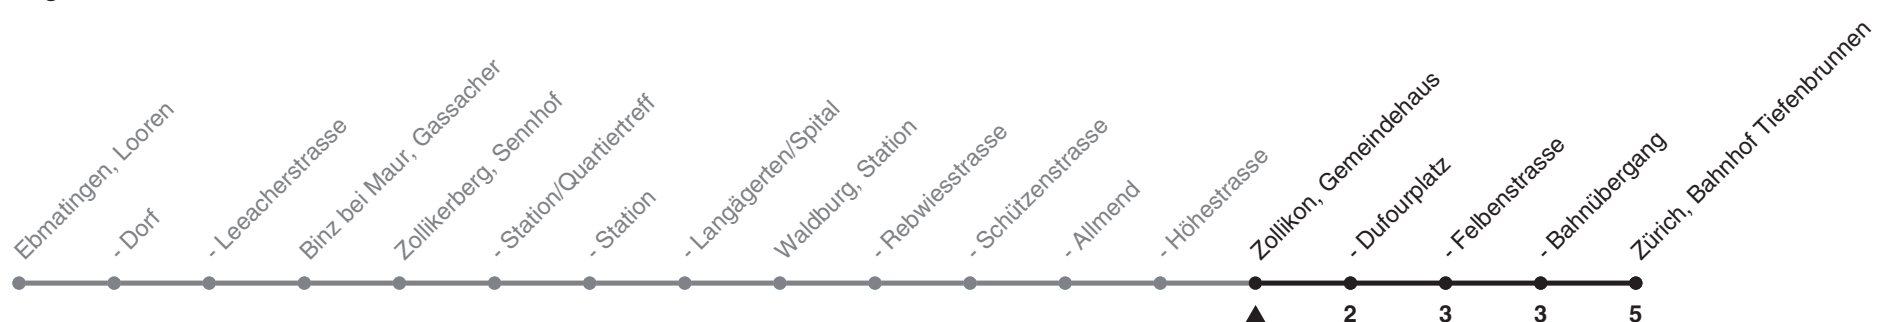 Ebmatingen, Looren
- Dorf
- Leeacherstrasse
Binz bei Maur, Gassacher
Zollikerberg, Sennhof
- Station/Quartiertreff
- Station
- Langägerten/Spital
Waldburg, Station
- Rebwiesstrasse
- Schützenstrasse
- Allmend
- Höhestrasse
Zollikon, Gemeindehaus
- Dufourplatz
- Felbenstrasse
- Bahnübergang
Zürich, Bahnhof Tiefenbrunnen
2 3 3 5